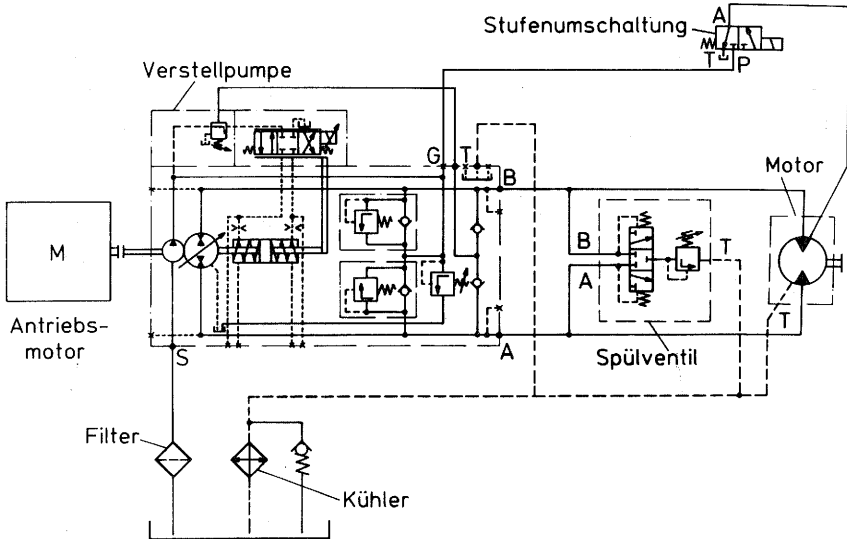 A
Stufenumschaltung
T
P
Verstellpumpe
G
T
B
Motor
M
B
T
A
T
Antriebs-
motor
S
A
Spülventil
Filter
Kühler